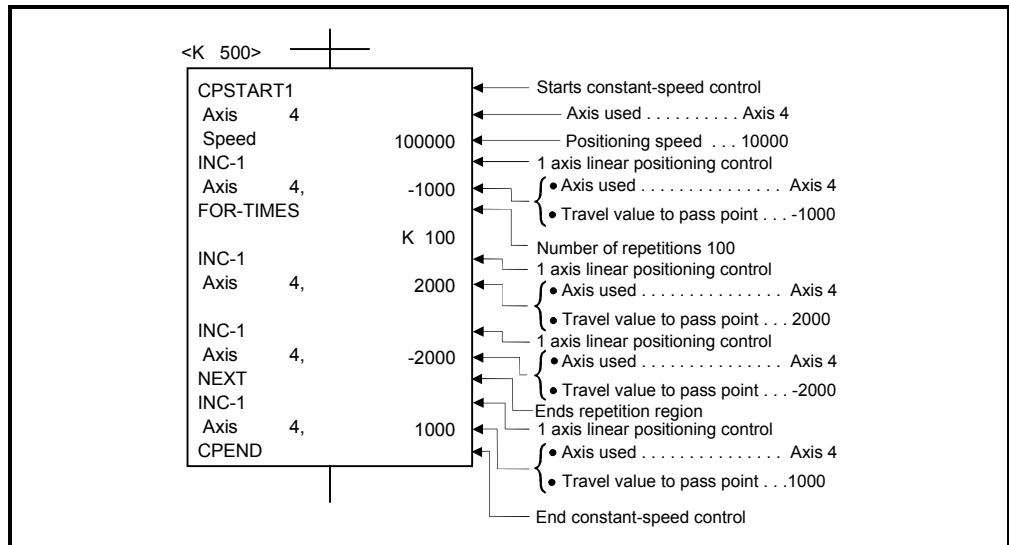 <K 500>
CPSTART1
Axis 4
Speed 100000
INC-1
Axis 4, -1000
FOR-TIMES
K 100
INC-1
Axis 4, 2000
INC-1
Axis 4, -2000
NEXT
INC-1
Axis 4, 1000
CPEND
Starts constant-speed control
Axis used . . . . . . . . . . Axis 4
Positioning speed . . . 10000
1 axis linear positioning control
• Axis used . . . . . . . . . . . . . . . Axis 4
• Travel value to pass point . . . -1000
Number of repetitions 100
1 axis linear positioning control
• Axis used . . . . . . . . . . . . . . . Axis 4
• Travel value to pass point . . . 2000
1 axis linear positioning control
• Axis used . . . . . . . . . . . . . . . Axis 4
• Travel value to pass point . . . -2000
Ends repetition region
1 axis linear positioning control
• Axis used . . . . . . . . . . . . . . . Axis 4
• Travel value to pass point . . .1000
End constant-speed control